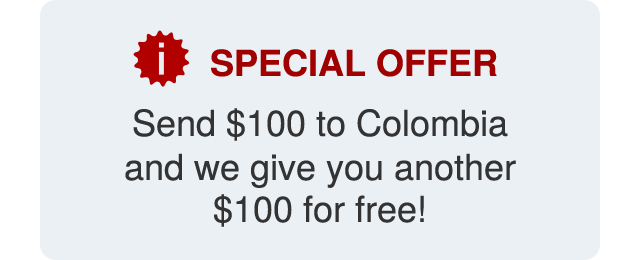 SPECIAL OFFER
Send $100 to Colombia
and we give you another
$100 for free!